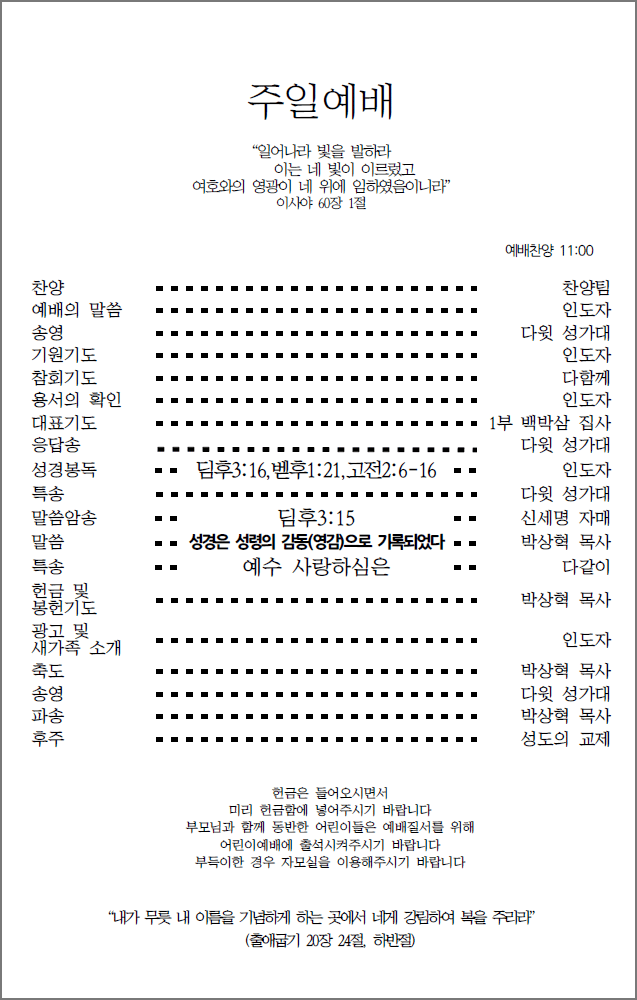 주일예배
“일어나라 빛을 발하라
이는 네 빛이 이르렀고
여호와의 영광이 네 위에 임하였음이니라”
이사야 60장 1절
예배찬양 11:00
찬양 찬양팀
예배의 말씀 인도자
송영 다윗 성가대
기원기도 인도자
참회기도 다함께
용서의 확인 인도자
대표기도 1부 백박삼 집사
응답송 다윗 성가대
성경봉독 딤후3:16,벧후1:21,고전2:6-16 인도자
특송 다윗 성가대
말씀암송 딤후3:15 신세명 자매
말씀 성경은 성령의 감동(영감)으로 기록되었다 박상혁 목사
특송 예수 사랑하심은 다같이
헌금 및
봉헌기도 박상혁 목사
광고 및
새가족 소개 인도자
축도 박상혁 목사
송영 다윗 성가대
파송 박상혁 목사
후주 성도의 교제
헌금은 들어오시면서
미리 헌금함에 넣어주시기 바랍니다
부모님과 함께 동반한 어린이들은 예배질서를 위해
어린이예배에 출석시켜주시기 바랍니다
부득이한 경우 자모실을 이용해주시기 바랍니다
“내가 무릇 내 이름을 기념하게 하는 곳에서 네게 강림하여 복을 주리라”
(출애굽기 20장 24절, 하반절)